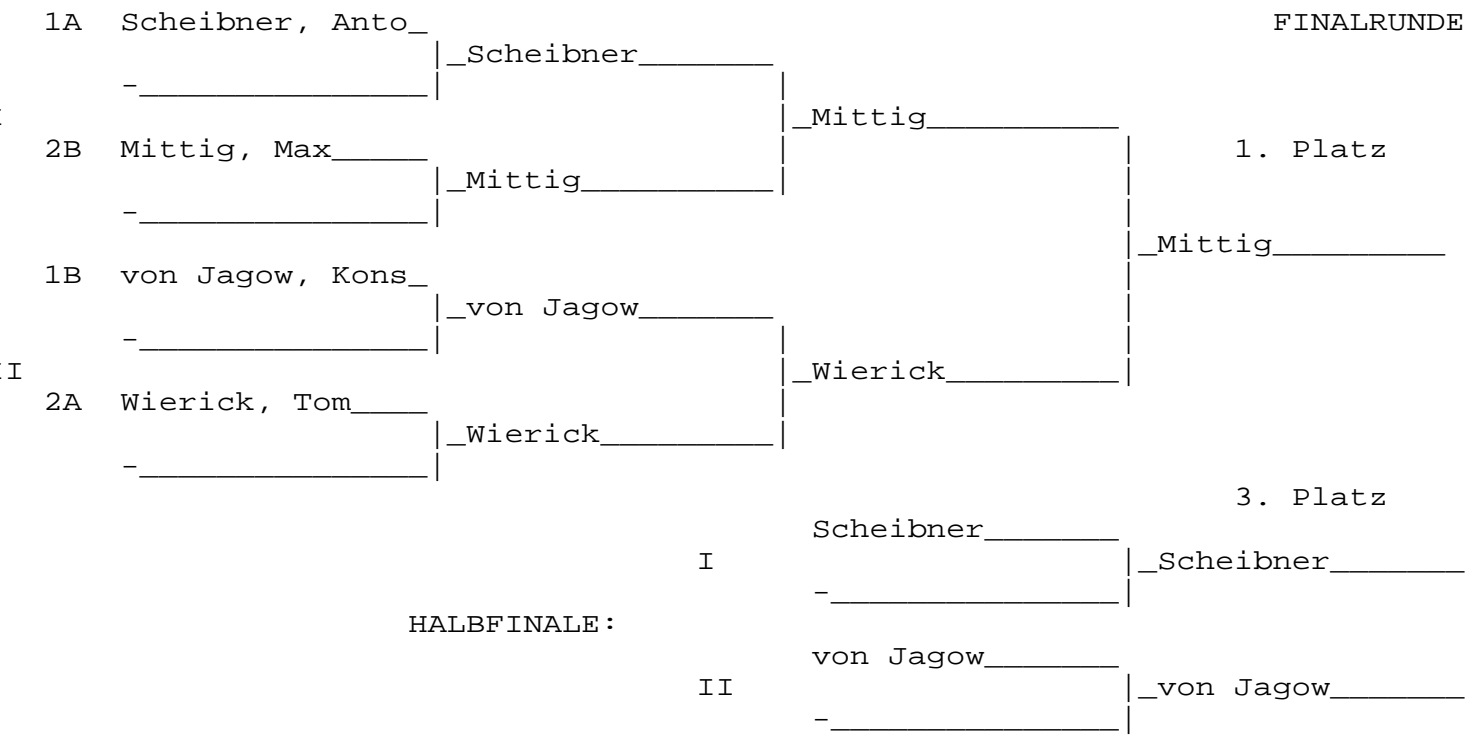 1A Scheibner, Anto_ FINALRUNDE
|_Scheibner_______
-_______________| |
I |_Mittig__________
2B Mittig, Max_____ | | 1. Platz
|_Mittig__________| |
-_______________| |
|_Mittig_________
1B von Jagow, Kons_ |
|_von Jagow_______ |
-_______________| | |
II |_Wierick_________|
2A Wierick, Tom____ |
|_Wierick_________|
-_______________|
3. Platz
Scheibner_______
I |_Scheibner_______
-_______________|
HALBFINALE:
von Jagow_______
II |_von Jagow_______
-_______________|